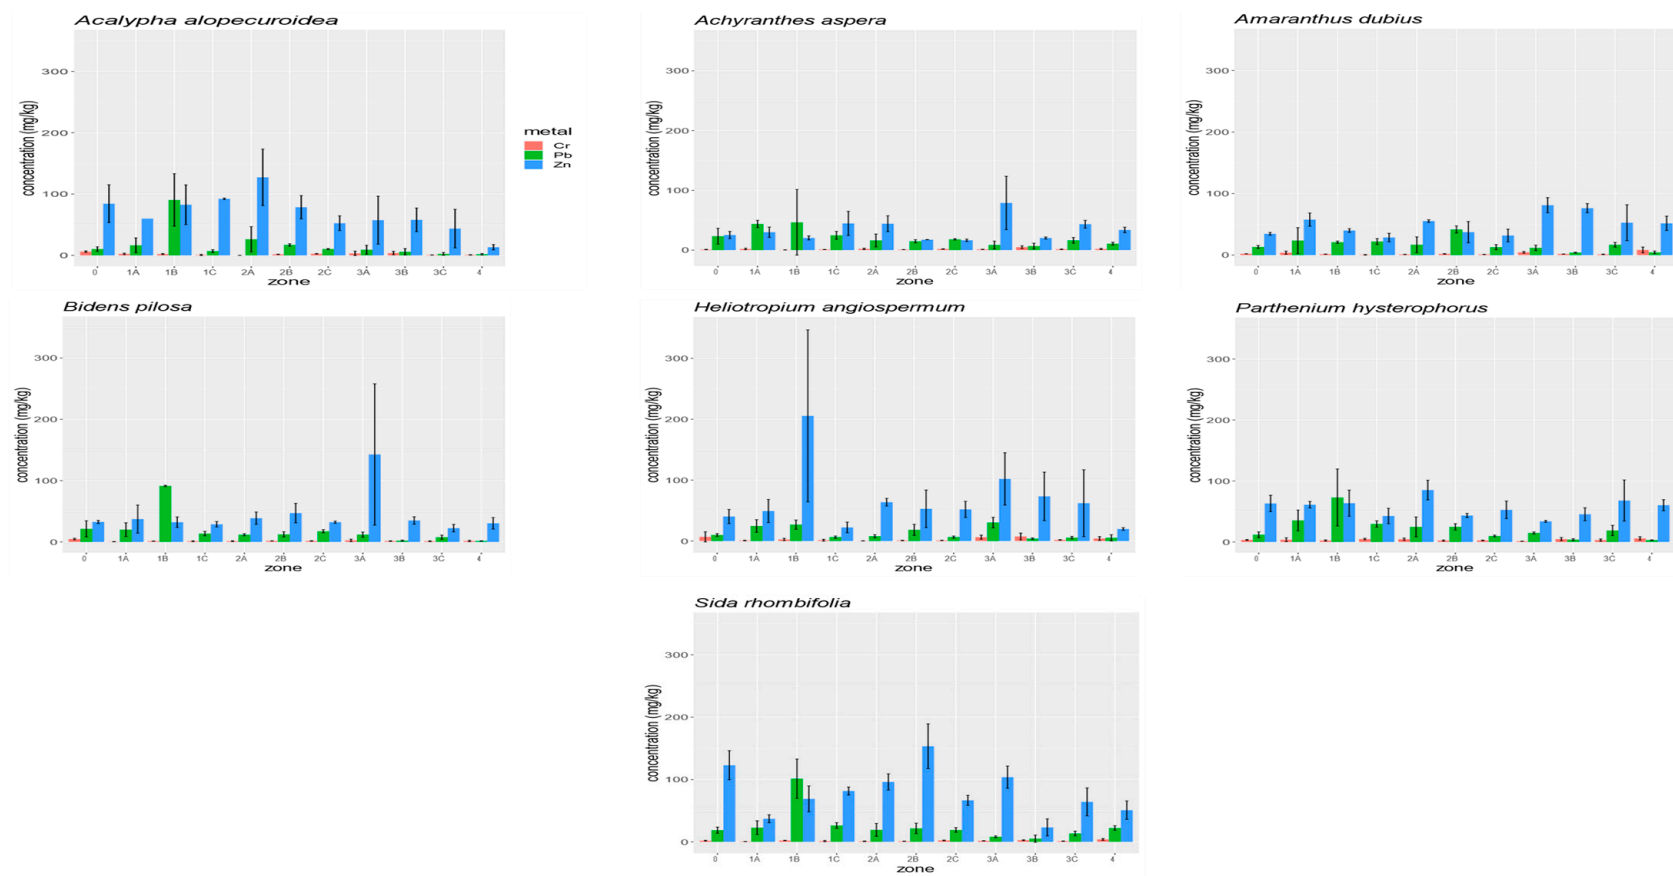 Acalypha alopecuroidea
300
200
100
0
concentration (mg/kg)
0 1A 1B 1C 2A 2B 2C 3A 3B 3C 4
zone
metal
Cr
Pb
Zn
Achyranthes aspera
300
200
100
0
concentration (mg/kg)
0 1A 1B 1C 2A 2B 2C 3A 3B 3C 4
zone
Amaranthus dubius
300
200
100
0
concentration (mg/kg)
0 1A 1B 1C 2A 2B 2C 3A 3B 3C 4
zone
Bidens pilosa
300
200
100
0
concentration (mg/kg)
0 1A 1B 1C 2A 2B 2C 3A 3B 3C 4
zone
Heliotropium angiospermum
300
200
100
0
concentration (mg/kg)
0 1A 1B 1C 2A 2B 2C 3A 3B 3C 4
zone
Parthenium hysterophorus
300
200
100
0
concentration (mg/kg)
0 1A 1B 1C 2A 2B 2C 3A 3B 3C 4
zone
Sida rhombifolia
300
200
100
0
concentration (mg/kg)
0 1A 1B 1C 2A 2B 2C 3A 3B 3C 4
zone